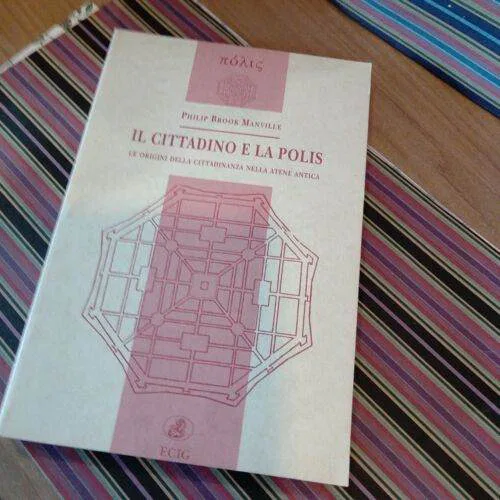 πόλις
PHILIP BROOK MANVILLE
IL CITTADINO E LA POLIS
LE ORIGINI DELLA CITTADINANZA NELLA ATENE ANTICA
ECIG